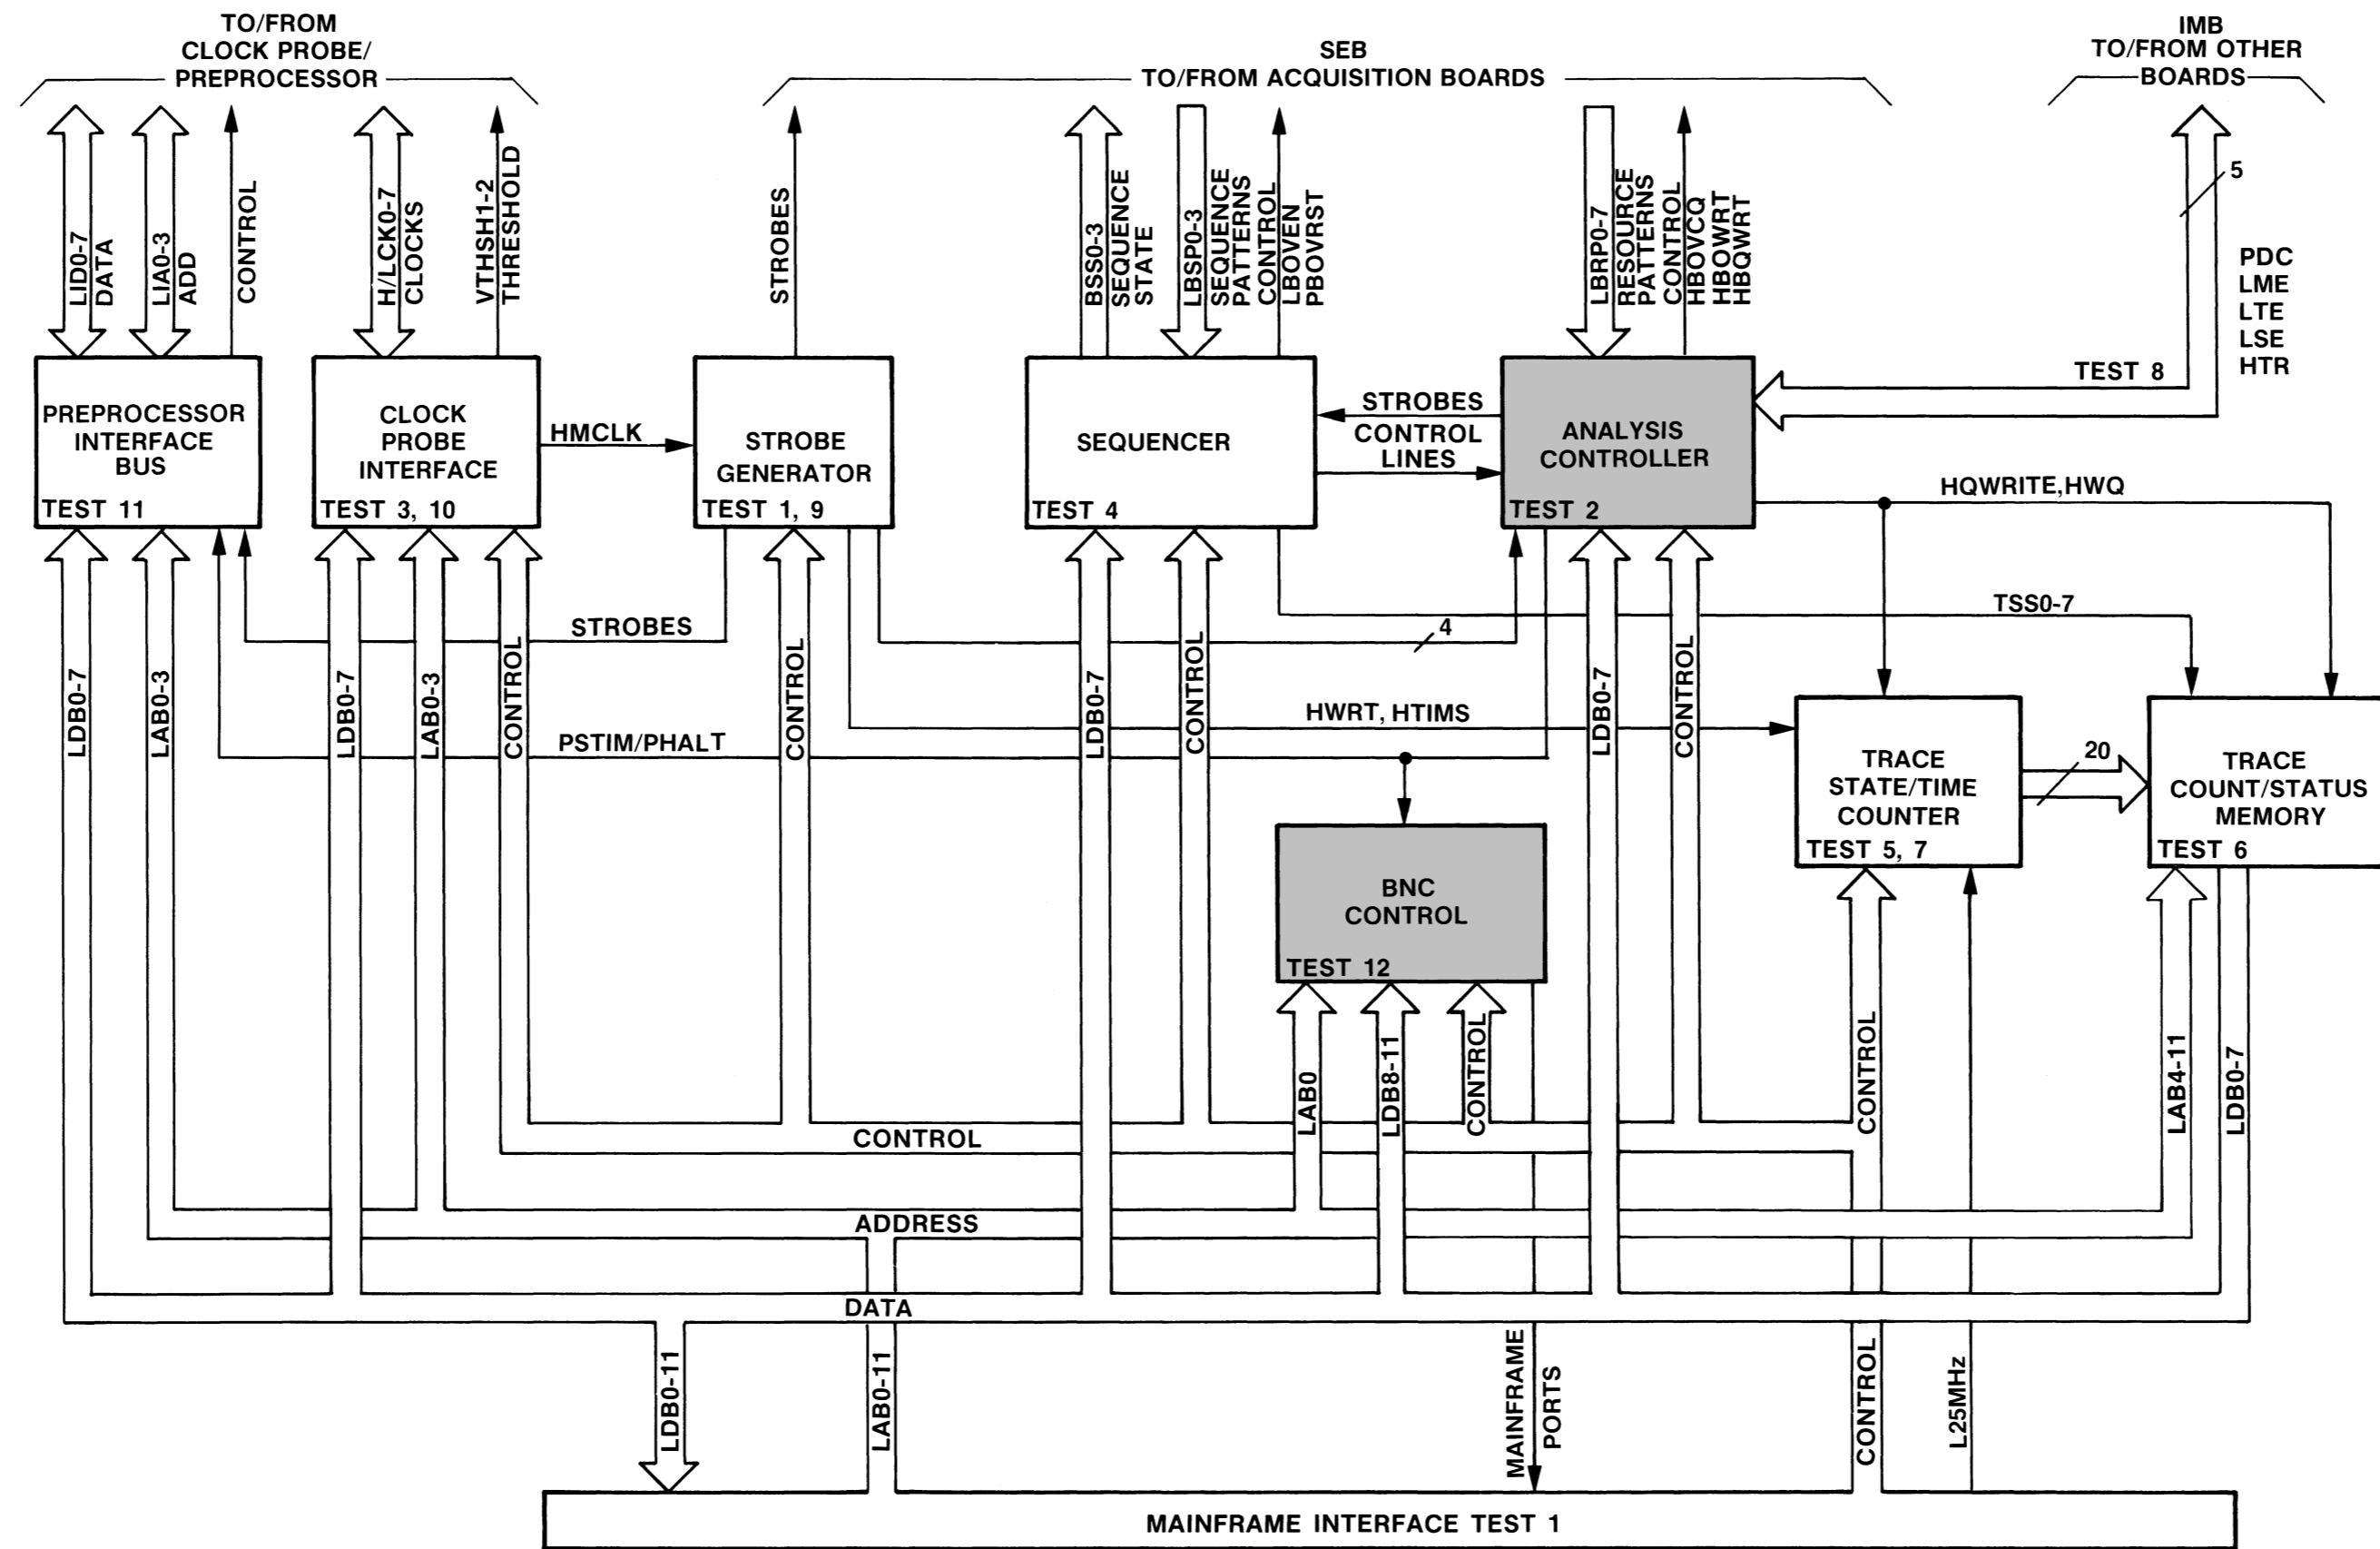 TO/FROM
CLOCK PROBE/
PREPROCESSOR
SEB
TO/FROM ACQUISITION BOARDS
IMB
TO/FROM OTHER
BOARDS
LID0-7
DATA
LIA0-3
ADD
CONTROL
H/LCK0-7
CLOCKS
VTHSH1-2
THRESHOLD
STROBES
BSS0-3
SEQUENCE
STATE
LBSP0-3
SEQUENCE
PATTERNS
CONTROL
LBOVEN
PBOVRST
LBRP0-7
RESOURCE
PATTERNS
CONTROL
HBOVCQ
HBOWRT
HBQWRT
5
PDC
LME
LTE
LSE
HTR
TEST 8
PREPROCESSOR
INTERFACE
BUS
TEST 11
CLOCK
PROBE
INTERFACE
TEST 3, 10
HMCLK
STROBE
GENERATOR
TEST 1, 9
SEQUENCER
TEST 4
STROBES
CONTROL
LINES
ANALYSIS
CONTROLLER
TEST 2
HQWRITE,HWQ
TSS0-7
STROBES
4
HWRT, HTIMS
PSTIM/PHALT
LDB0-7
LAB0-3
LDB0-7
LAB0-3
CONTROL
CONTROL
LDB0-7
CONTROL
LDB0-7
CONTROL
TRACE
STATE/TIME
COUNTER
TEST 5, 7
20
TRACE
COUNT/STATUS
MEMORY
TEST 6
BNC
CONTROL
TEST 12
LAB0
LDB8-11
CONTROL
CONTROL
LAB4-11
LDB0-7
CONTROL
ADDRESS
DATA
LDB0-11
LAB0-11
MAINFRAME
PORTS
CONTROL
L25MHz
MAINFRAME INTERFACE TEST 1